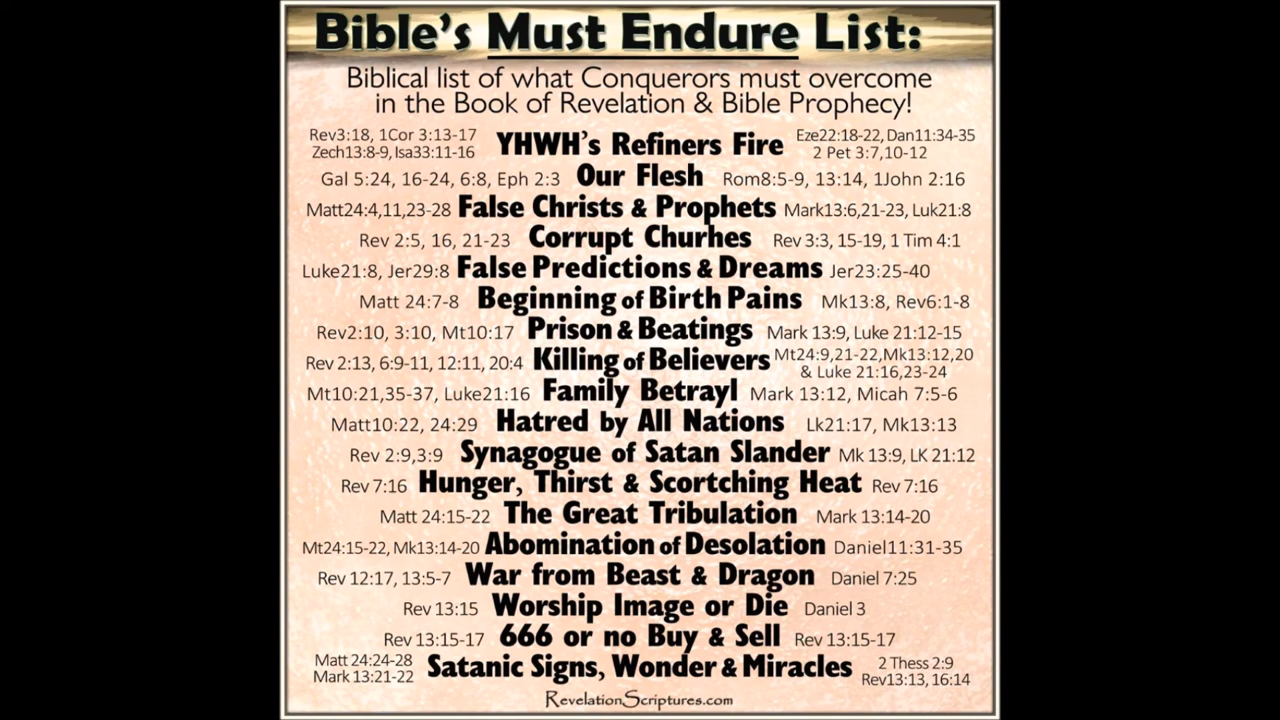 Bible's Must Endure List:
Biblical list of what Conquerors must overcome
in the Book of Revelation & Bible Prophecy!
Rev3:18, 1Cor 3:13-17
Zech13:8-9, Isa33:11-16
YHWH's Refiners Fire
Eze22:18-22, Dan11:34-35
2 Pet 3:7,10-12
Gal 5:24, 16-24, 6:8, Eph 2:3 Our Flesh Rom8:5-9, 13:14, 1John 2:16
Matt24:4,11,23-28 False Christs & Prophets Mark13:6,21-23, Luk21:8
Rev 2:5, 16, 21-23 Corrupt Churhes Rev 3:3, 15-19, 1 Tim 4:1
Luke21:8, Jer29:8 False Predictions & Dreams Jer23:25-40
Matt 24:7-8 Beginning of Birth Pains Mk13:8, Rev6:1-8
Rev2:10, 3:10, Mt10:17 Prison & Beatings Mark 13:9, Luke 21:12-15
Rev 2:13, 6:9-11, 12:11, 20:4 Killing of Believers Mt24:9,21-22,Mk13:12,20
& Luke 21:16,23-24
Mt10:21,35-37, Luke21:16 Family Betrayl Mark 13:12, Micah 7:5-6
Matt10:22, 24:29 Hatred by All Nations Lk21:17, Mk13:13
Rev 2:9,3:9 Synagogue of Satan Slander Mk 13:9, LK 21:12
Rev 7:16 Hunger, Thirst & Scortching Heat Rev 7:16
Matt 24:15-22 The Great Tribulation Mark 13:14-20
Mt24:15-22, Mk13:14-20 Abomination of Desolation Daniel11:31-35
Rev 12:17, 13:5-7 War from Beast & Dragon Daniel 7:25
Rev 13:15 Worship Image or Die Daniel 3
Rev 13:15-17 666 or no Buy & Sell Rev 13:15-17
Matt 24:24-28
Mark 13:21-22
Satanic Signs, Wonder & Miracles
2 Thess 2:9
Rev13:13, 16:14
RevelationScriptures.com